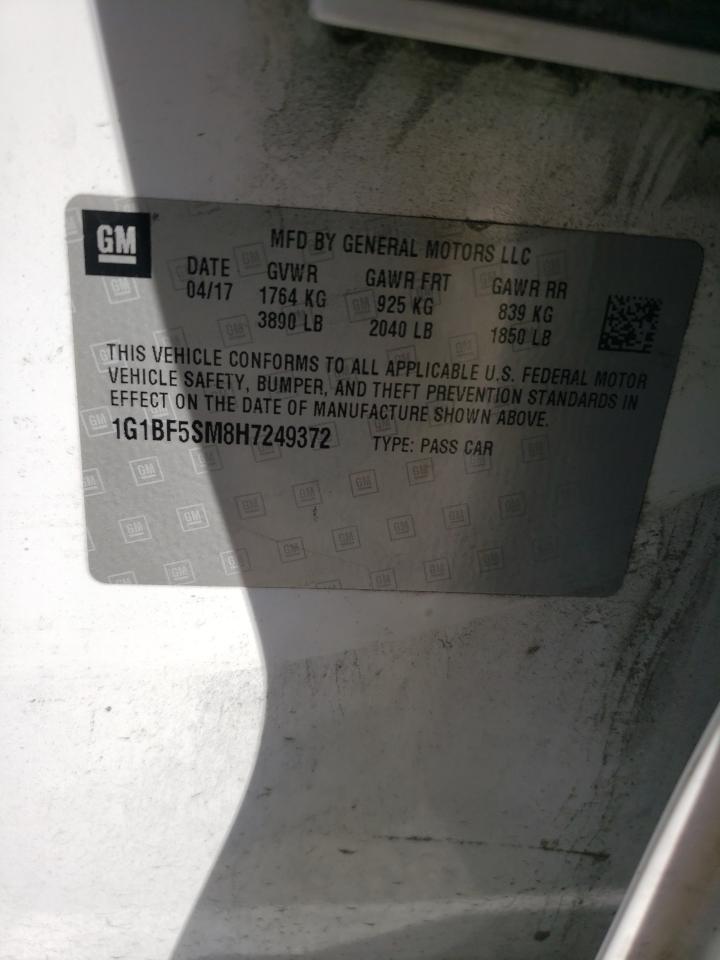 GM
MFD BY GENERAL MOTORS LLC
DATE GVWR GAWR FRT GAWR RR
04/17 1764 KG 925 KG 839 KG
3890 LB 2040 LB 1850 LB
THIS VEHICLE CONFORMS TO ALL APPLICABLE U.S. FEDERAL MOTOR
VEHICLE SAFETY, BUMPER, AND THEFT PREVENTION STANDARDS IN
EFFECT ON THE DATE OF MANUFACTURE SHOWN ABOVE.
1G1BF5SM8H7249372 TYPE: PASS CAR